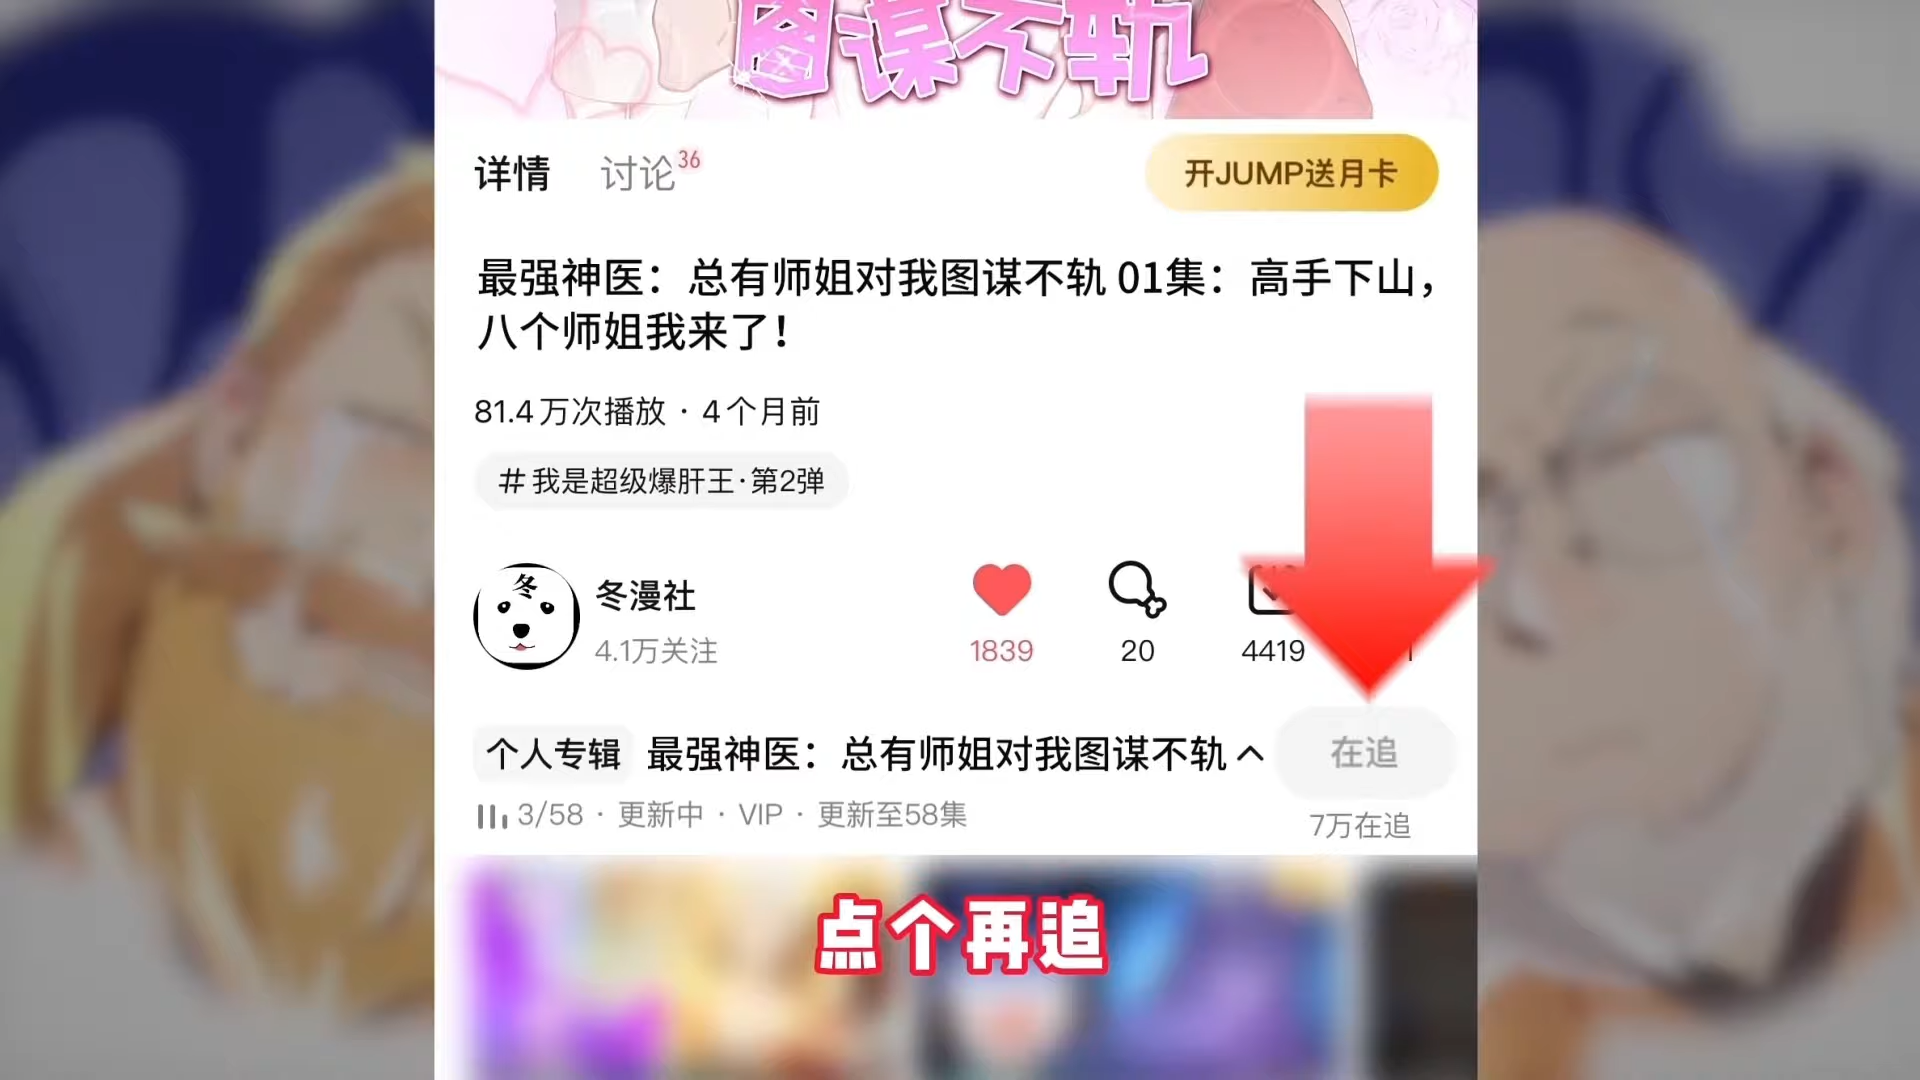 图谋不轨
详情 讨论36
开JUMP送月卡
最强神医：总有师姐对我图谋不轨 01集：高手下山，
八个师姐我来了！
81.4万次播放 · 4个月前
#我是超级爆肝王·第2弹
冬
冬漫社
4.1万关注
1839 20 4419
个人专辑 最强神医：总有师姐对我图谋不轨 在追
3/58 · 更新中 · VIP · 更新至58集
7万在追
点个再追